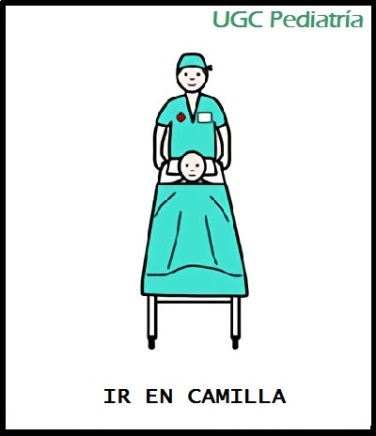 UGC Pediatría
IR EN CAMILLA